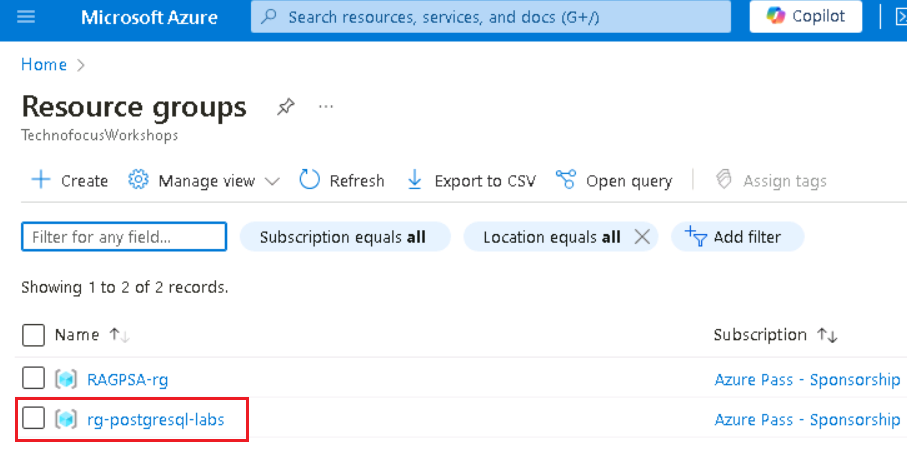 Microsoft Azure
Search resources, services, and docs (G+/)
Copilot
Home
Resource groups
TechnofocusWorkshops
Create
Manage view
Refresh
Export to CSV
Open query
Assign tags
Filter for any field...
Subscription equals all
Location equals all
Add filter
Showing 1 to 2 of 2 records.
Name
Subscription
RAGPSA-rg
Azure Pass - Sponsorship
rg-postgresql-labs
Azure Pass - Sponsorship